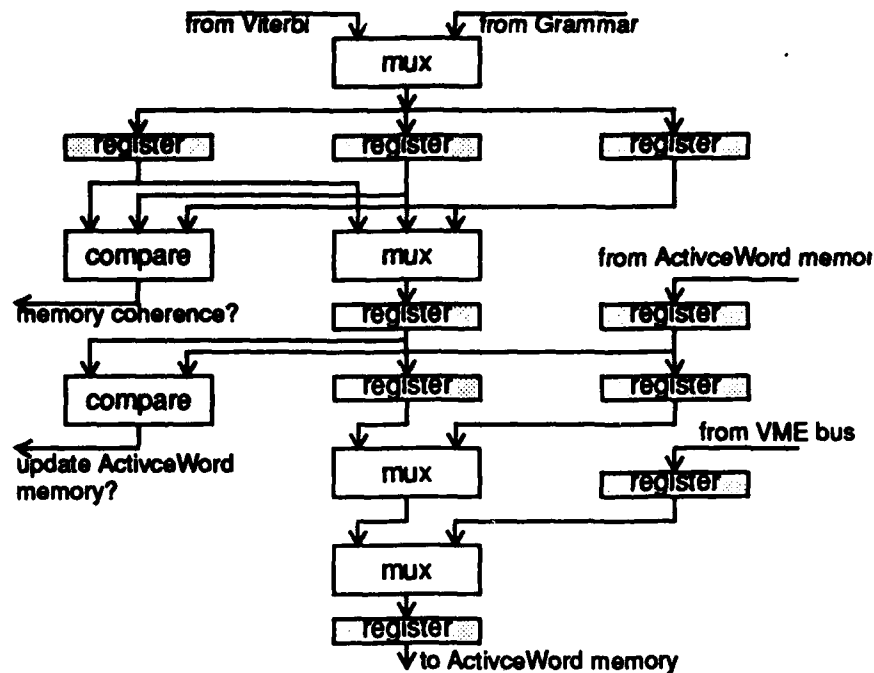 from Viterbi from Grammar
mux
register register register
compare mux
from ActivceWord memor
memory coherence?
register register
compare register register
from VME bus
update ActivceWord
memory?
mux register
mux
register
to ActivceWord memory